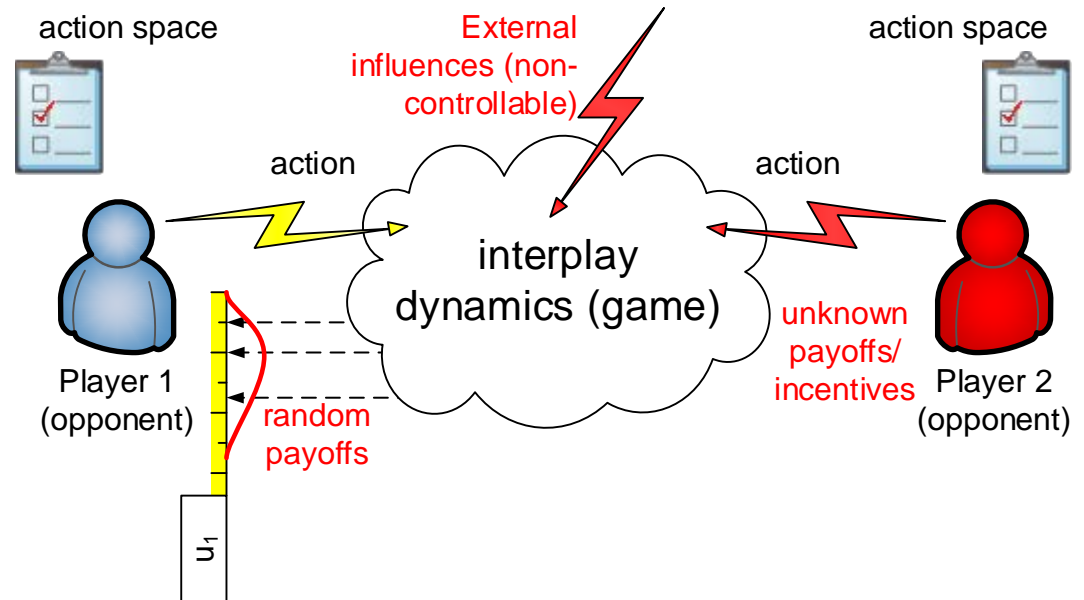 action space
External
influences (non-
controllable)
action space
action
action
interplay
dynamics (game)
unknown
payoffs/
incentives
Player 1
(opponent)
Player 2
(opponent)
random
payoffs
u₁